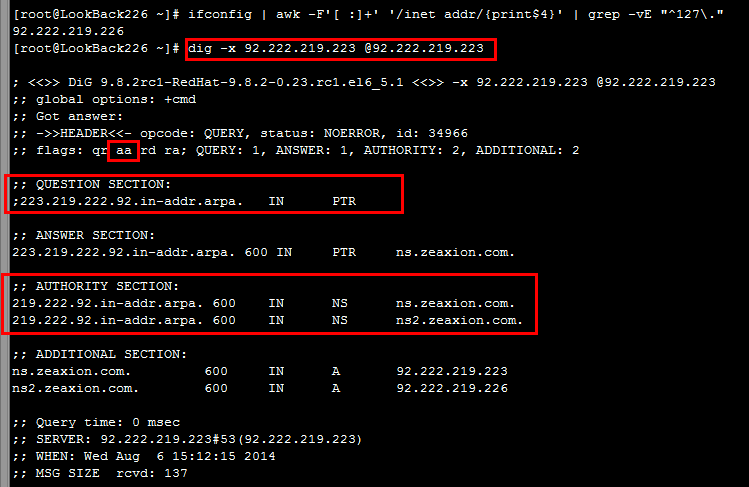 [root@LookBack226 ~]# ifconfig | awk -F'[ :]+' '/inet addr/{print$4}' | grep -vE "^127\."
92.222.219.226
[root@LookBack226 ~]# dig -x 92.222.219.223 @92.222.219.223
; <<>> DiG 9.8.2rc1-RedHat-9.8.2-0.23.rc1.el6_5.1 <<>> -x 92.222.219.223 @92.222.219.223
;; global options: +cmd
;; Got answer:
;; ->>HEADER<<- opcode: QUERY, status: NOERROR, id: 34966
;; flags: qr aa rd ra; QUERY: 1, ANSWER: 1, AUTHORITY: 2, ADDITIONAL: 2
;; QUESTION SECTION:
;223.219.222.92.in-addr.arpa. IN PTR
;; ANSWER SECTION:
223.219.222.92.in-addr.arpa. 600 IN PTR ns.zeaxion.com.
;; AUTHORITY SECTION:
219.222.92.in-addr.arpa. 600 IN NS ns.zeaxion.com.
219.222.92.in-addr.arpa. 600 IN NS ns2.zeaxion.com.
;; ADDITIONAL SECTION:
ns.zeaxion.com. 600 IN A 92.222.219.223
ns2.zeaxion.com. 600 IN A 92.222.219.226
;; Query time: 0 msec
;; SERVER: 92.222.219.223#53(92.222.219.223)
;; WHEN: Wed Aug 6 15:12:15 2014
;; MSG SIZE rcvd: 137